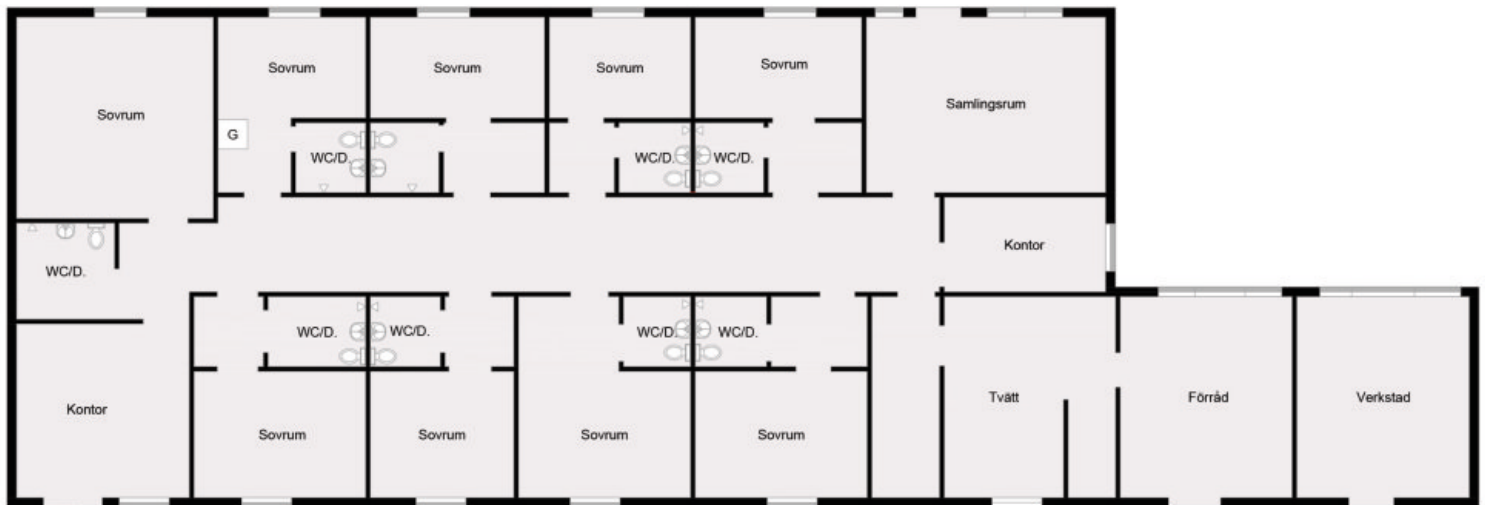 Sovrum
Sovrum
Sovrum
Sovrum
Sovrum
Samlingsrum
G
WC/D.
WC/D.
WC/D.
WC/D.
Kontor
WC/D.
WC/D.
WC/D.
WC/D.
Kontor
Sovrum
Sovrum
Sovrum
Sovrum
Tvätt
Förråd
Verkstad